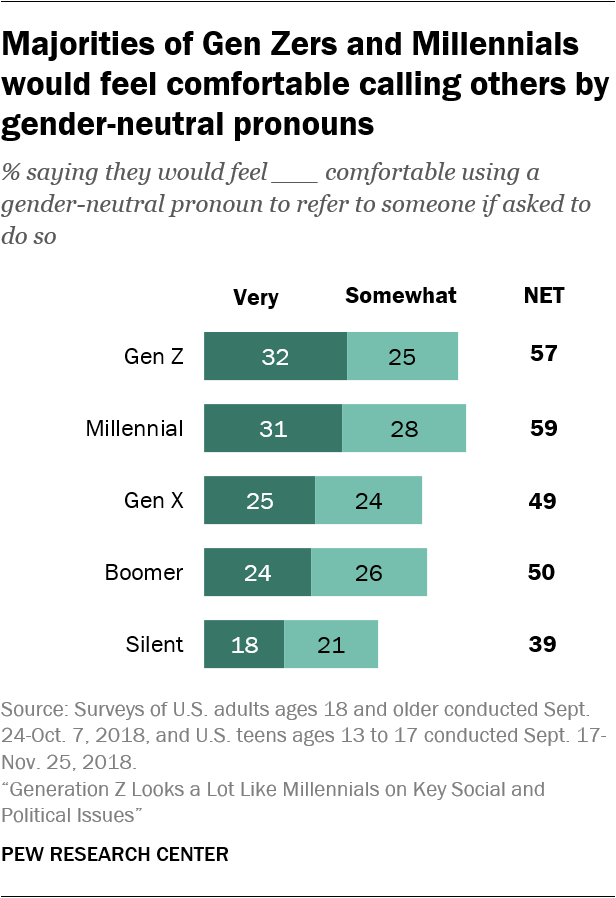 Majorities of Gen Zers and Millennials
would feel comfortable calling others by
gender-neutral pronouns
% saying they would feel ___ comfortable using a
gender-neutral pronoun to refer to someone if asked to
do so
Very Somewhat NET
Gen Z 32 25 57
Millennial 31 28 59
Gen X 25 24 49
Boomer 24 26 50
Silent 18 21 39
Source: Surveys of U.S. adults ages 18 and older conducted Sept.
24-Oct. 7, 2018, and U.S. teens ages 13 to 17 conducted Sept. 17-
Nov. 25, 2018.
“Generation Z Looks a Lot Like Millennials on Key Social and
Political Issues”
PEW RESEARCH CENTER